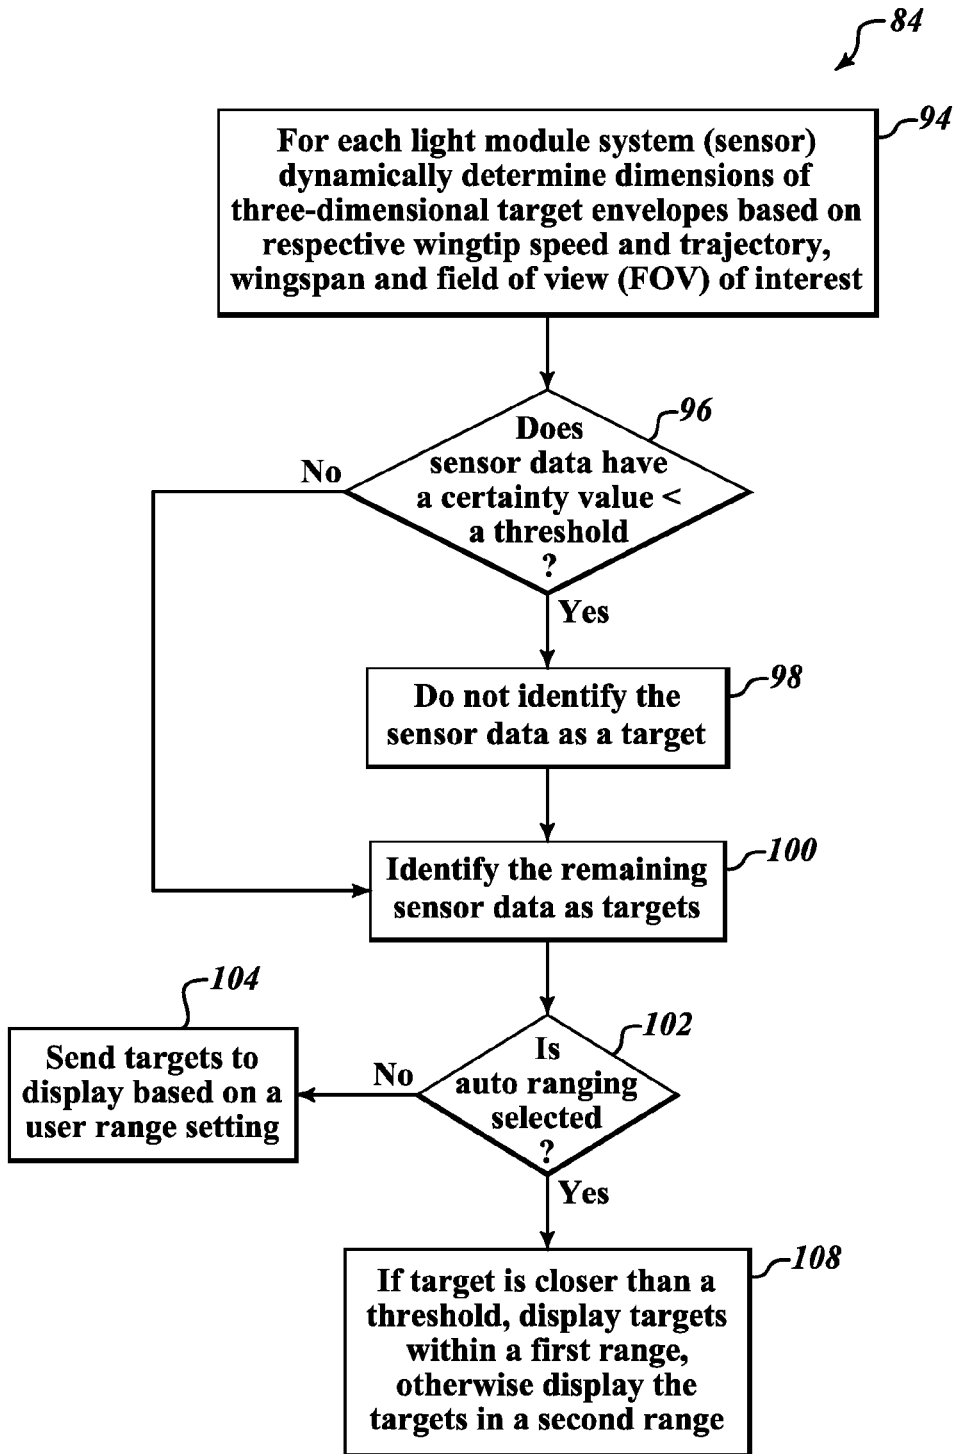 84
94
For each light module system (sensor)
dynamically determine dimensions of
three-dimensional target envelopes based on
respective wingtip speed and trajectory,
wingspan and field of view (FOV) of interest
96
Does
sensor data have
a certainty value <
a threshold
?
No
Yes
98
Do not identify the
sensor data as a target
100
Identify the remaining
sensor data as targets
102
Is
auto ranging
selected
?
No
104
Send targets to
display based on a
user range setting
Yes
108
If target is closer than a
threshold, display targets
within a first range,
otherwise display the
targets in a second range